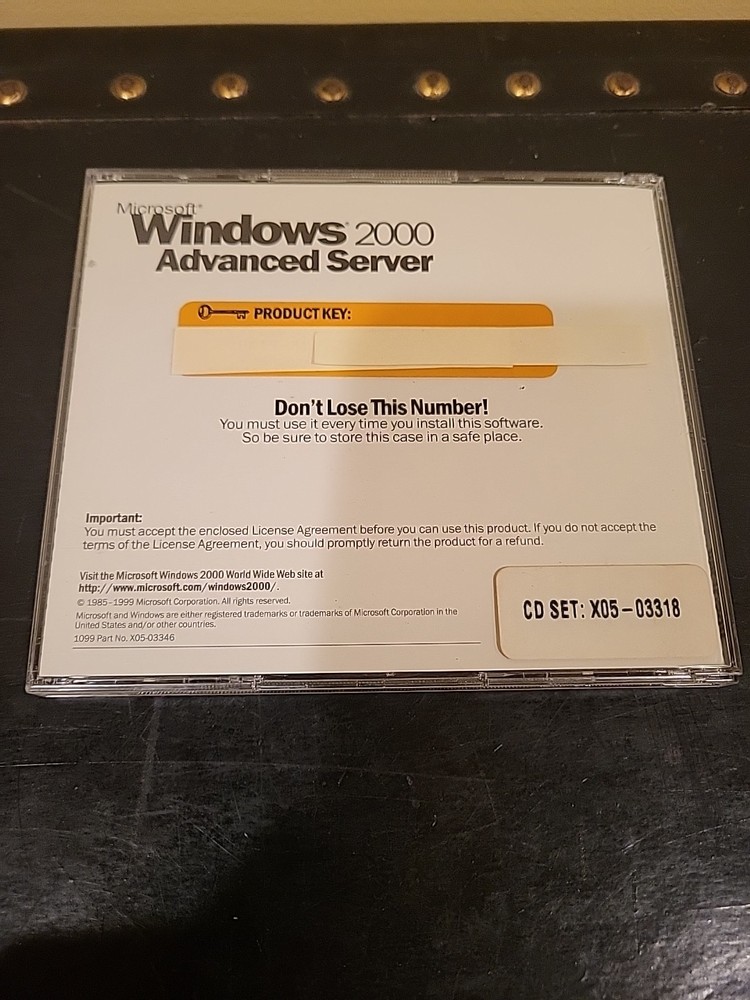 Microsoft®
Windows® 2000
Advanced Server
PRODUCT KEY:
Don't Lose This Number!
You must use it every time you install this software.
So be sure to store this case in a safe place.
Important:
You must accept the enclosed License Agreement before you can use this product. If you do not accept the
terms of the License Agreement, you should promptly return the product for a refund.
Visit the Microsoft Windows 2000 World Wide Web site at
http://www.microsoft.com/windows2000/.
© 1985–1999 Microsoft Corporation. All rights reserved.
Microsoft and Windows are either registered trademarks or trademarks of Microsoft Corporation in the
United States and/or other countries.
1099 Part No. X05-03346
CD SET: X05-03318